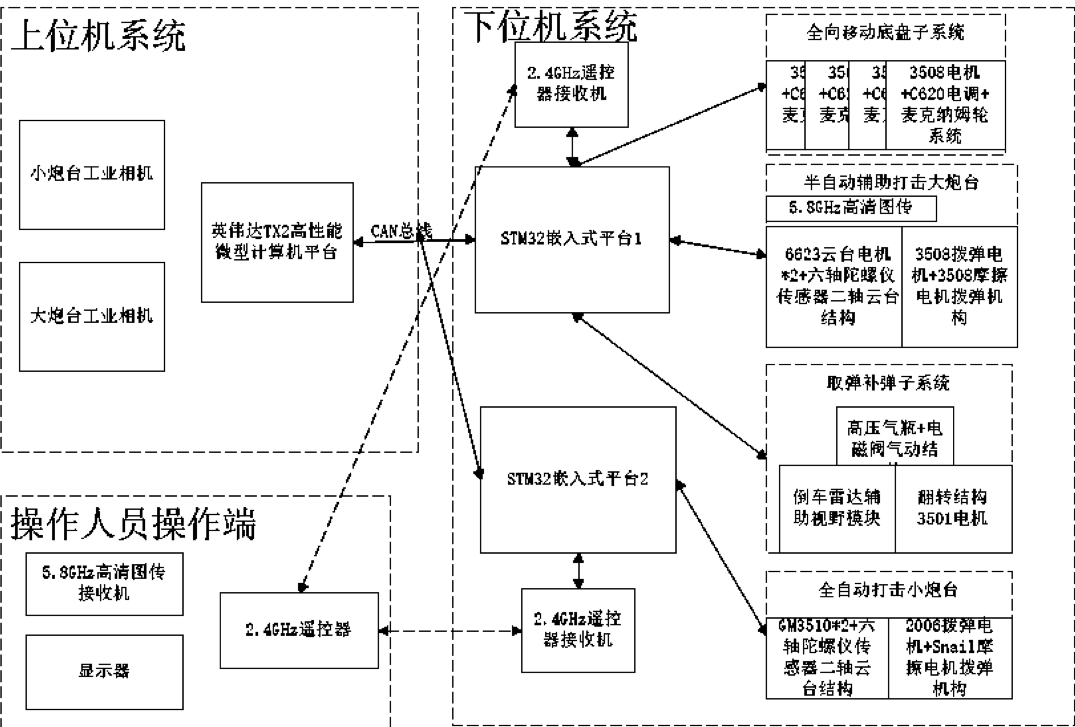 上位机系统
小炮台工业相机
大炮台工业相机
英伟达TX2高性能
微型计算机平台
CAN总线
下位机系统
2.4GHz遥控
器接收机
STM32嵌入式平台1
STM32嵌入式平台2
2.4GHz遥控
器接收机
全向移动底盘子系统
3508电机
+C620电调+
麦克纳姆轮
系统
半自动辅助打击大炮台
5.8GHz高清图传
6623云台电机
*2+六轴陀螺仪
传感器二轴云台
结构
3508拨弹电
机+3508摩擦
电机拨弹机
构
取弹补弹子系统
高压气瓶+电
磁阀气动结
倒车雷达辅
助视野模块
翻转结构
3501电机
全自动打击小炮台
GM3510*2+六
轴陀螺仪传
感器二轴云
台结构
2006拨弹电
机+Snail摩
擦电机拨弹
机构
操作人员操作端
5.8GHz高清图传
接收机
显示器
2.4GHz遥控器